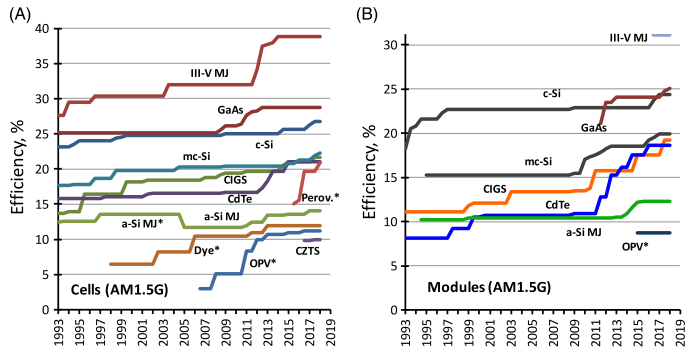 (A)
(B)
Efficiency, %
40
35
30
25
20
15
10
5
0
III-V MJ
GaAs
c-Si
mc-Si
CIGS
CdTe
Perov.*
a-Si MJ*
a-Si MJ
Dye*
OPV*
CZTS
Cells (AM1.5G)
1993
1995
1997
1999
2001
2003
2005
2007
2009
2011
2013
2015
2017
2019
Efficiency, %
30
25
20
15
10
5
0
III-V MJ
c-Si
GaAs
mc-Si
CIGS
CdTe
a-Si MJ
OPV*
Modules (AM1.5G)
1993
1995
1997
1999
2001
2003
2005
2007
2009
2011
2013
2015
2017
2019